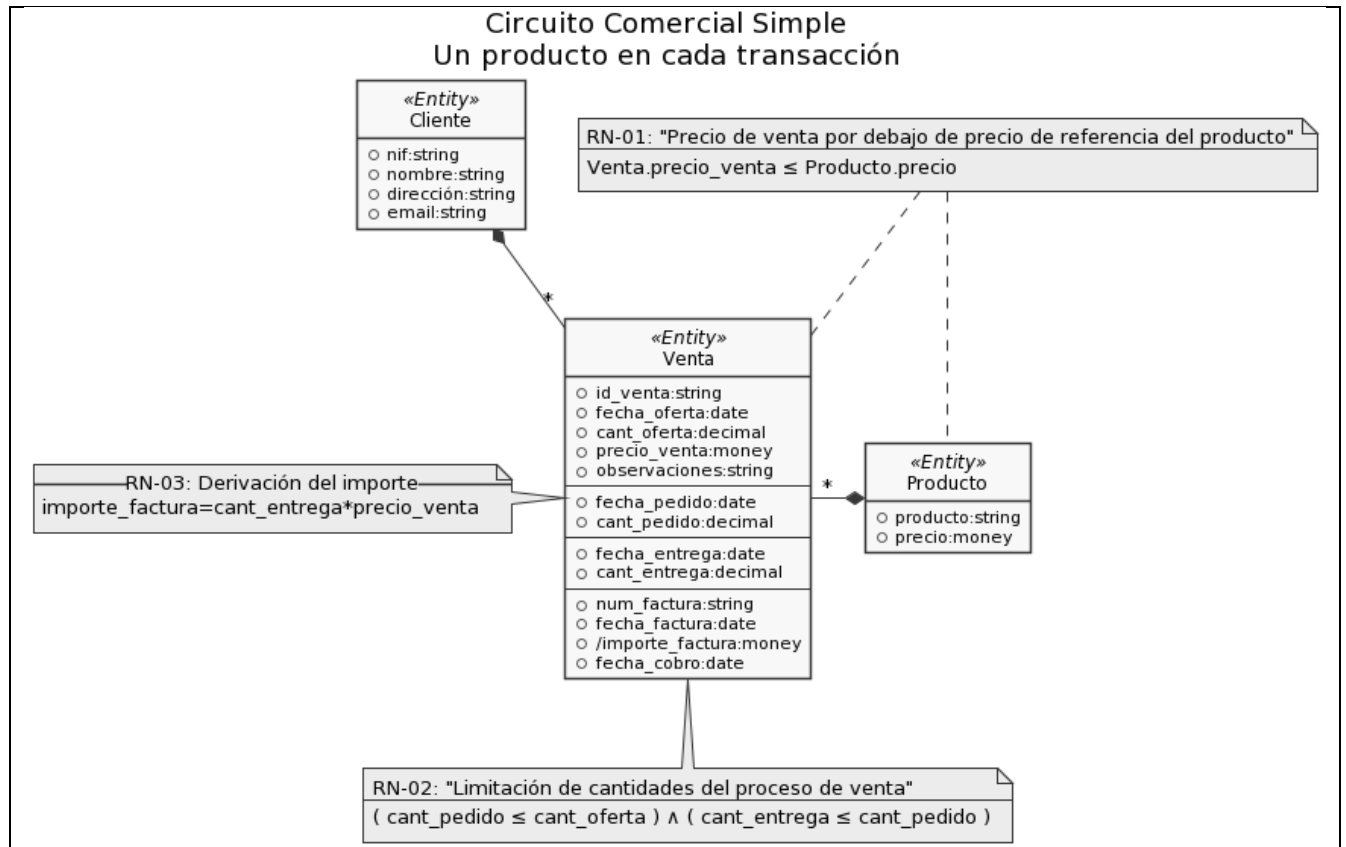 Circuito Comercial Simple
Un producto en cada transacción
«Entity»
Cliente
nif:string
nombre:string
dirección:string
email:string
RN-01: "Precio de venta por debajo de precio de referencia del producto"
Venta.precio_venta ≤ Producto.precio
*
«Entity»
Venta
id_venta:string
fecha_oferta:date
cant_oferta:decimal
precio_venta:money
observaciones:string
fecha_pedido:date
cant_pedido:decimal
fecha_entrega:date
cant_entrega:decimal
num_factura:string
fecha_factura:date
/importe_factura:money
fecha_cobro:date
RN-03: Derivación del importe
importe_factura=cant_entrega*precio_venta
*
«Entity»
Producto
producto:string
precio:money
RN-02: "Limitación de cantidades del proceso de venta"
( cant_pedido ≤ cant_oferta ) ∧ ( cant_entrega ≤ cant_pedido )